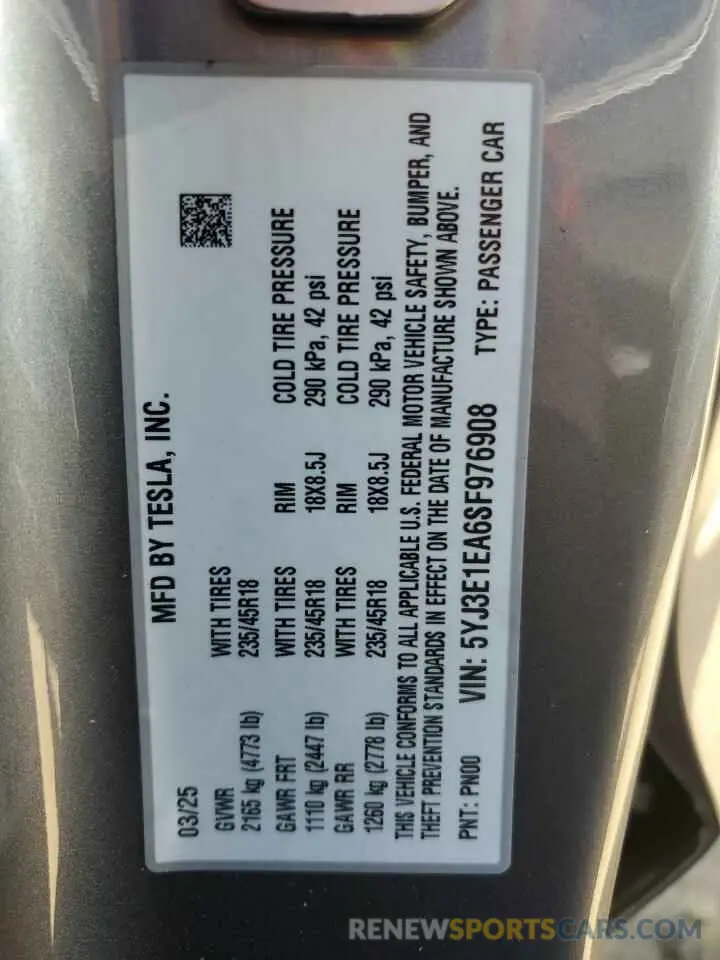 MFD BY TESLA, INC.
03/25
GVWR WITH TIRES
2165 kg (4773 lb) 235/45R18
GAWR FRT WITH TIRES RIM COLD TIRE PRESSURE
1110 kg (2447 lb) 235/45R18 18X8.5J 290 kPa, 42 psi
GAWR RR WITH TIRES RIM COLD TIRE PRESSURE
1260 kg (2778 lb) 235/45R18 18X8.5J 290 kPa, 42 psi
THIS VEHICLE CONFORMS TO ALL APPLICABLE U.S. FEDERAL MOTOR VEHICLE SAFETY, BUMPER, AND
THEFT PREVENTION STANDARDS IN EFFECT ON THE DATE OF MANUFACTURE SHOWN ABOVE.
PNT: PN00 VIN: 5YJ3E1EA6SF976908 TYPE: PASSENGER CAR
RENEWSPORTSCARS.COM